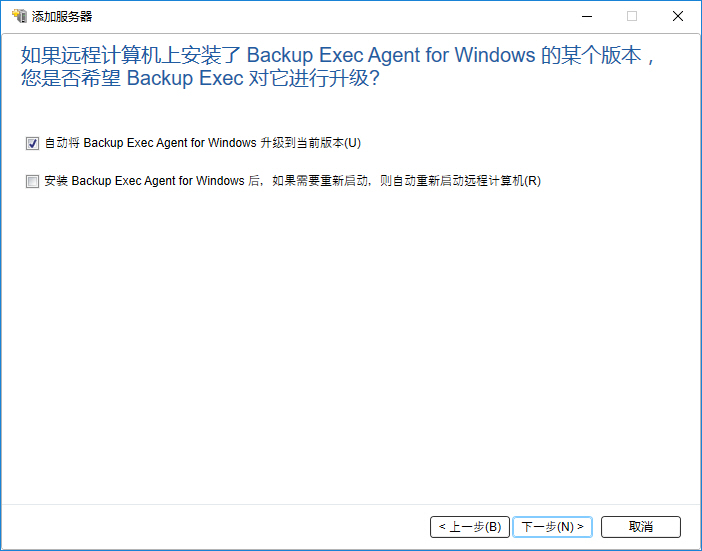 添加服务器
如果远程计算机上安装了 Backup Exec Agent for Windows 的某个版本，
您是否希望 Backup Exec 对它进行升级?
自动将 Backup Exec Agent for Windows 升级到当前版本(U)
安装 Backup Exec Agent for Windows 后，如果需要重新启动，则自动重新启动远程计算机(R)
< 上一步(B) 下一步(N) > 取消